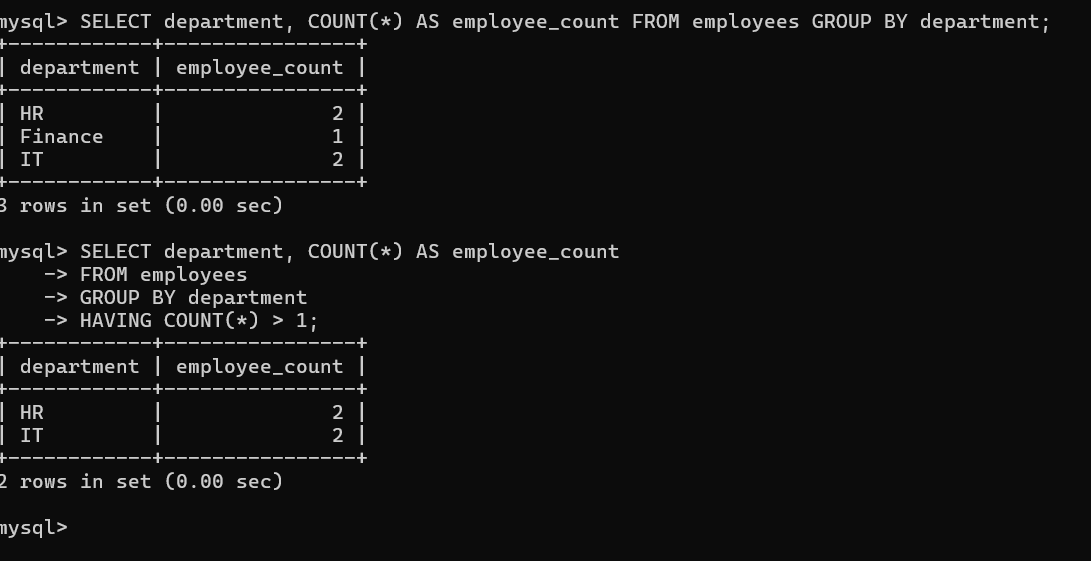 mysql> SELECT department, COUNT(*) AS employee_count FROM employees GROUP BY department;
+------------+----------------+
| department | employee_count |
+------------+----------------+
| HR         |              2 |
| Finance    |              1 |
| IT         |              2 |
+------------+----------------+
3 rows in set (0.00 sec)
mysql> SELECT department, COUNT(*) AS employee_count
    -> FROM employees
    -> GROUP BY department
    -> HAVING COUNT(*) > 1;
+------------+----------------+
| department | employee_count |
+------------+----------------+
| HR         |              2 |
| IT         |              2 |
+------------+----------------+
2 rows in set (0.00 sec)
mysql>